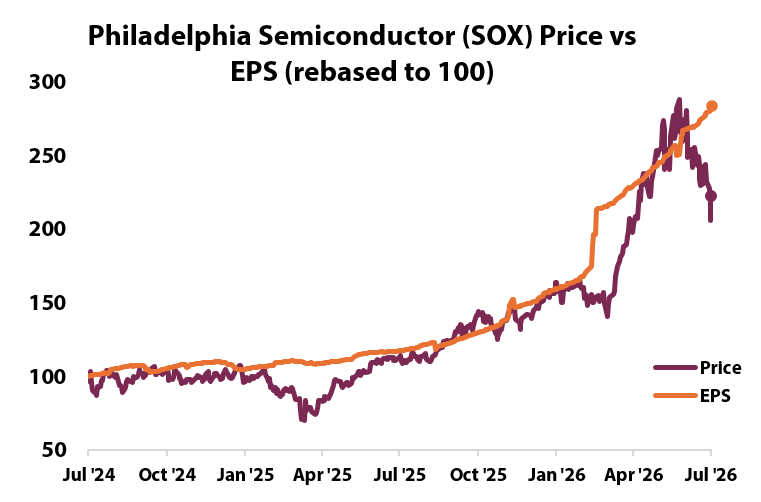 Philadelphia Semiconductor (SOX) Price vs
EPS (rebased to 100)
300
250
200
150
100
50
Price
EPS
Jul '24 Oct '24 Jan '25 Apr '25 Jul '25 Oct '25 Jan '26 Apr '26 Jul '26